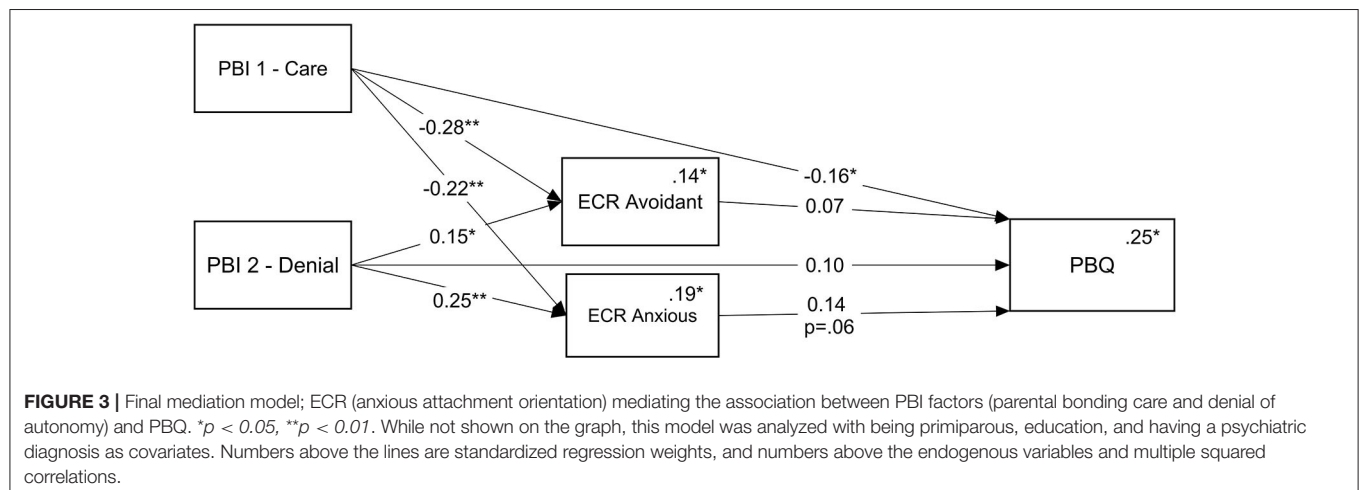 PBI 1 - Care
-0.28**
-0.22**
.14*
ECR Avoidant
-0.16*
0.07
.25*
PBQ
PBI 2 - Denial
0.15*
0.25**
0.10
.19*
ECR Anxious
0.14
p=.06
FIGURE 3 | Final mediation model; ECR (anxious attachment orientation) mediating the association between PBI factors (parental bonding care and denial of
autonomy) and PBQ. *p < 0.05, **p < 0.01. While not shown on the graph, this model was analyzed with being primiparous, education, and having a psychiatric
diagnosis as covariates. Numbers above the lines are standardized regression weights, and numbers above the endogenous variables and multiple squared
correlations.